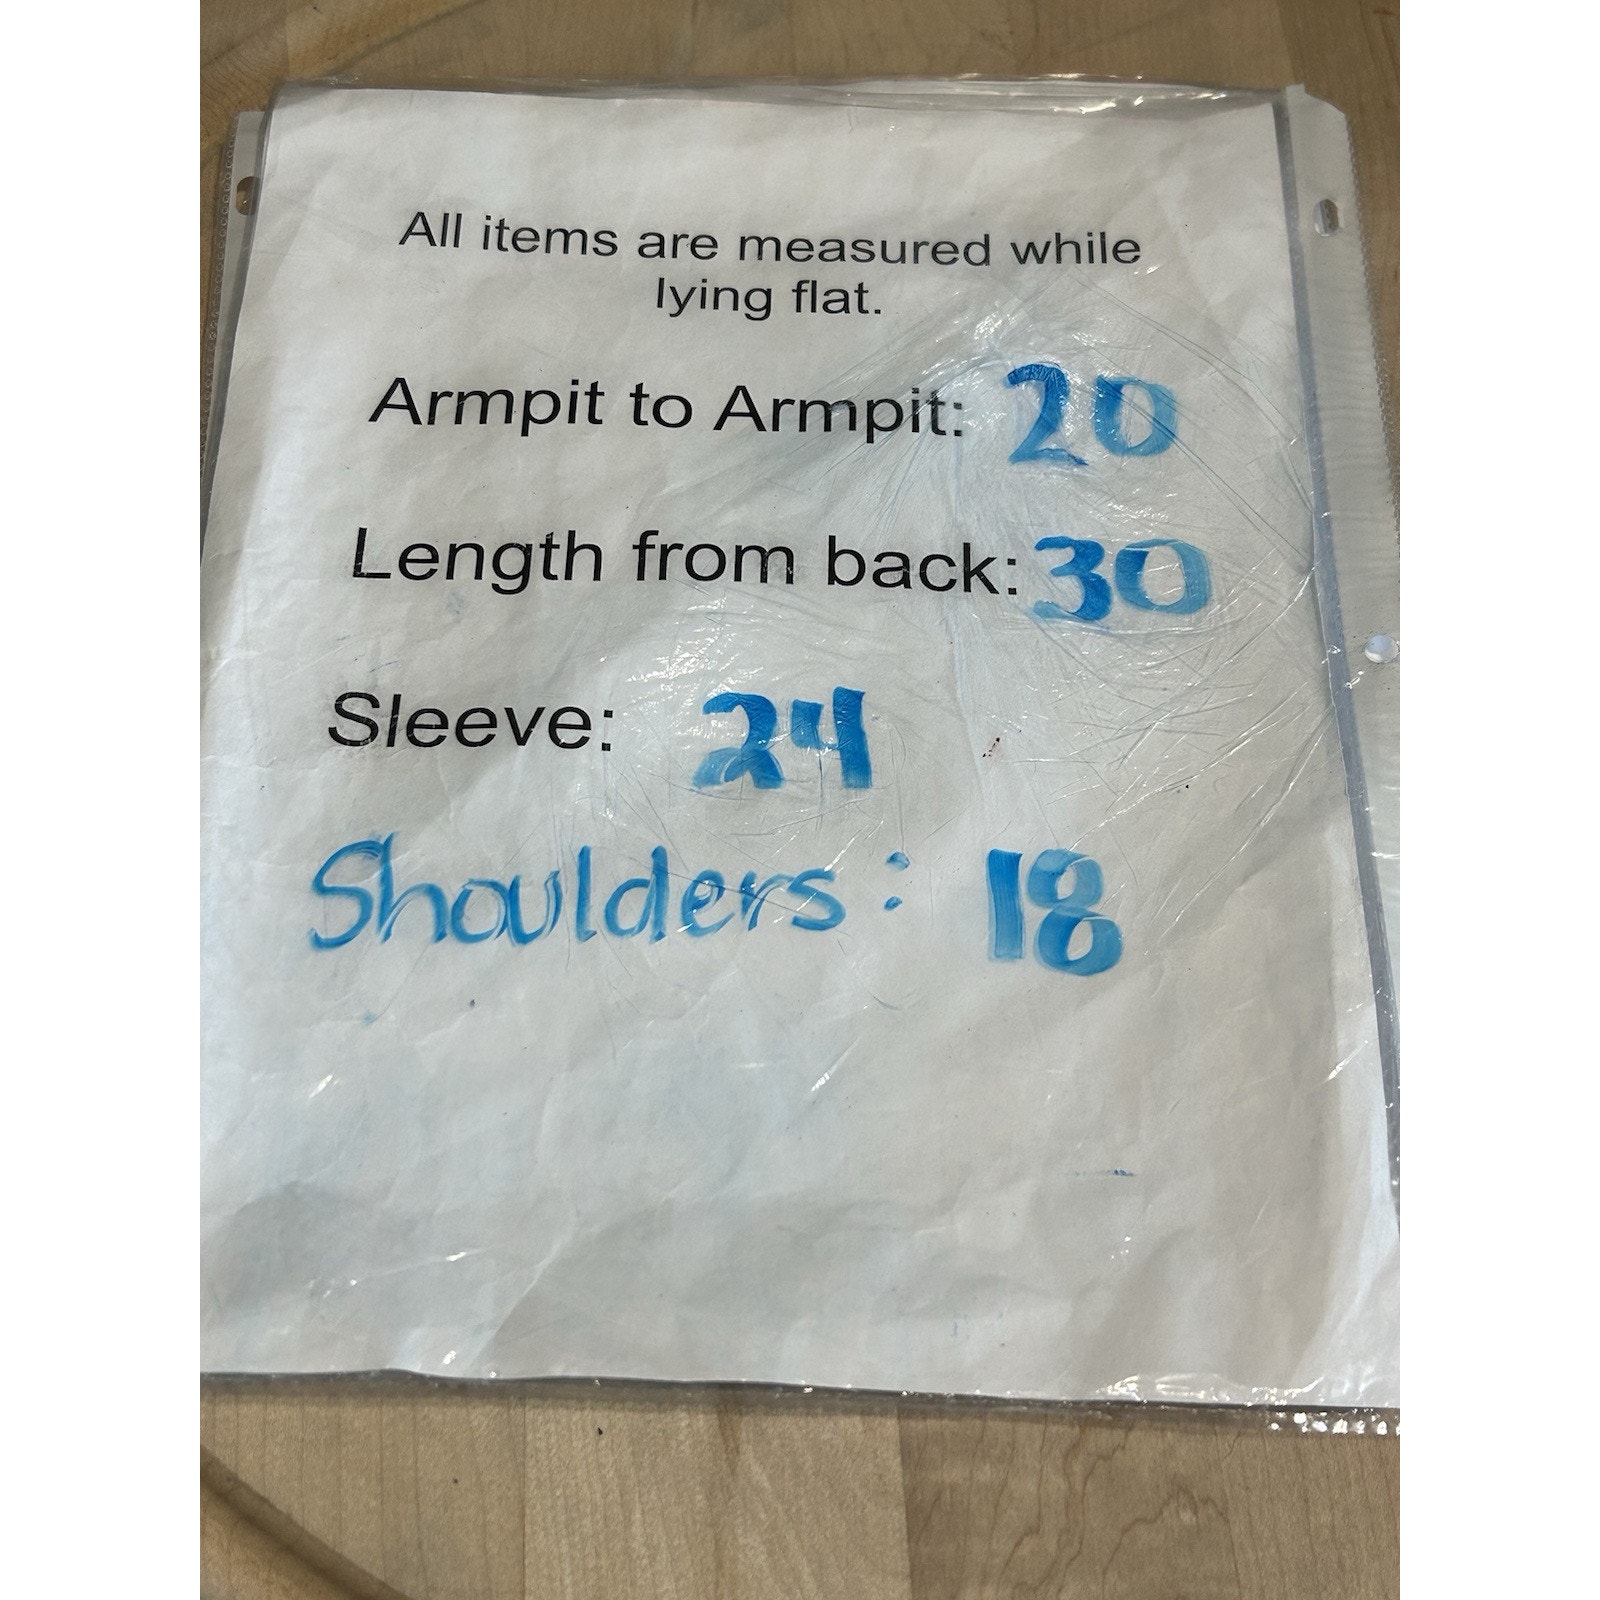 All items are measured while
lying flat.
Armpit to Armpit: 20
Length from back: 30
Sleeve: 24
Shoulders: 18